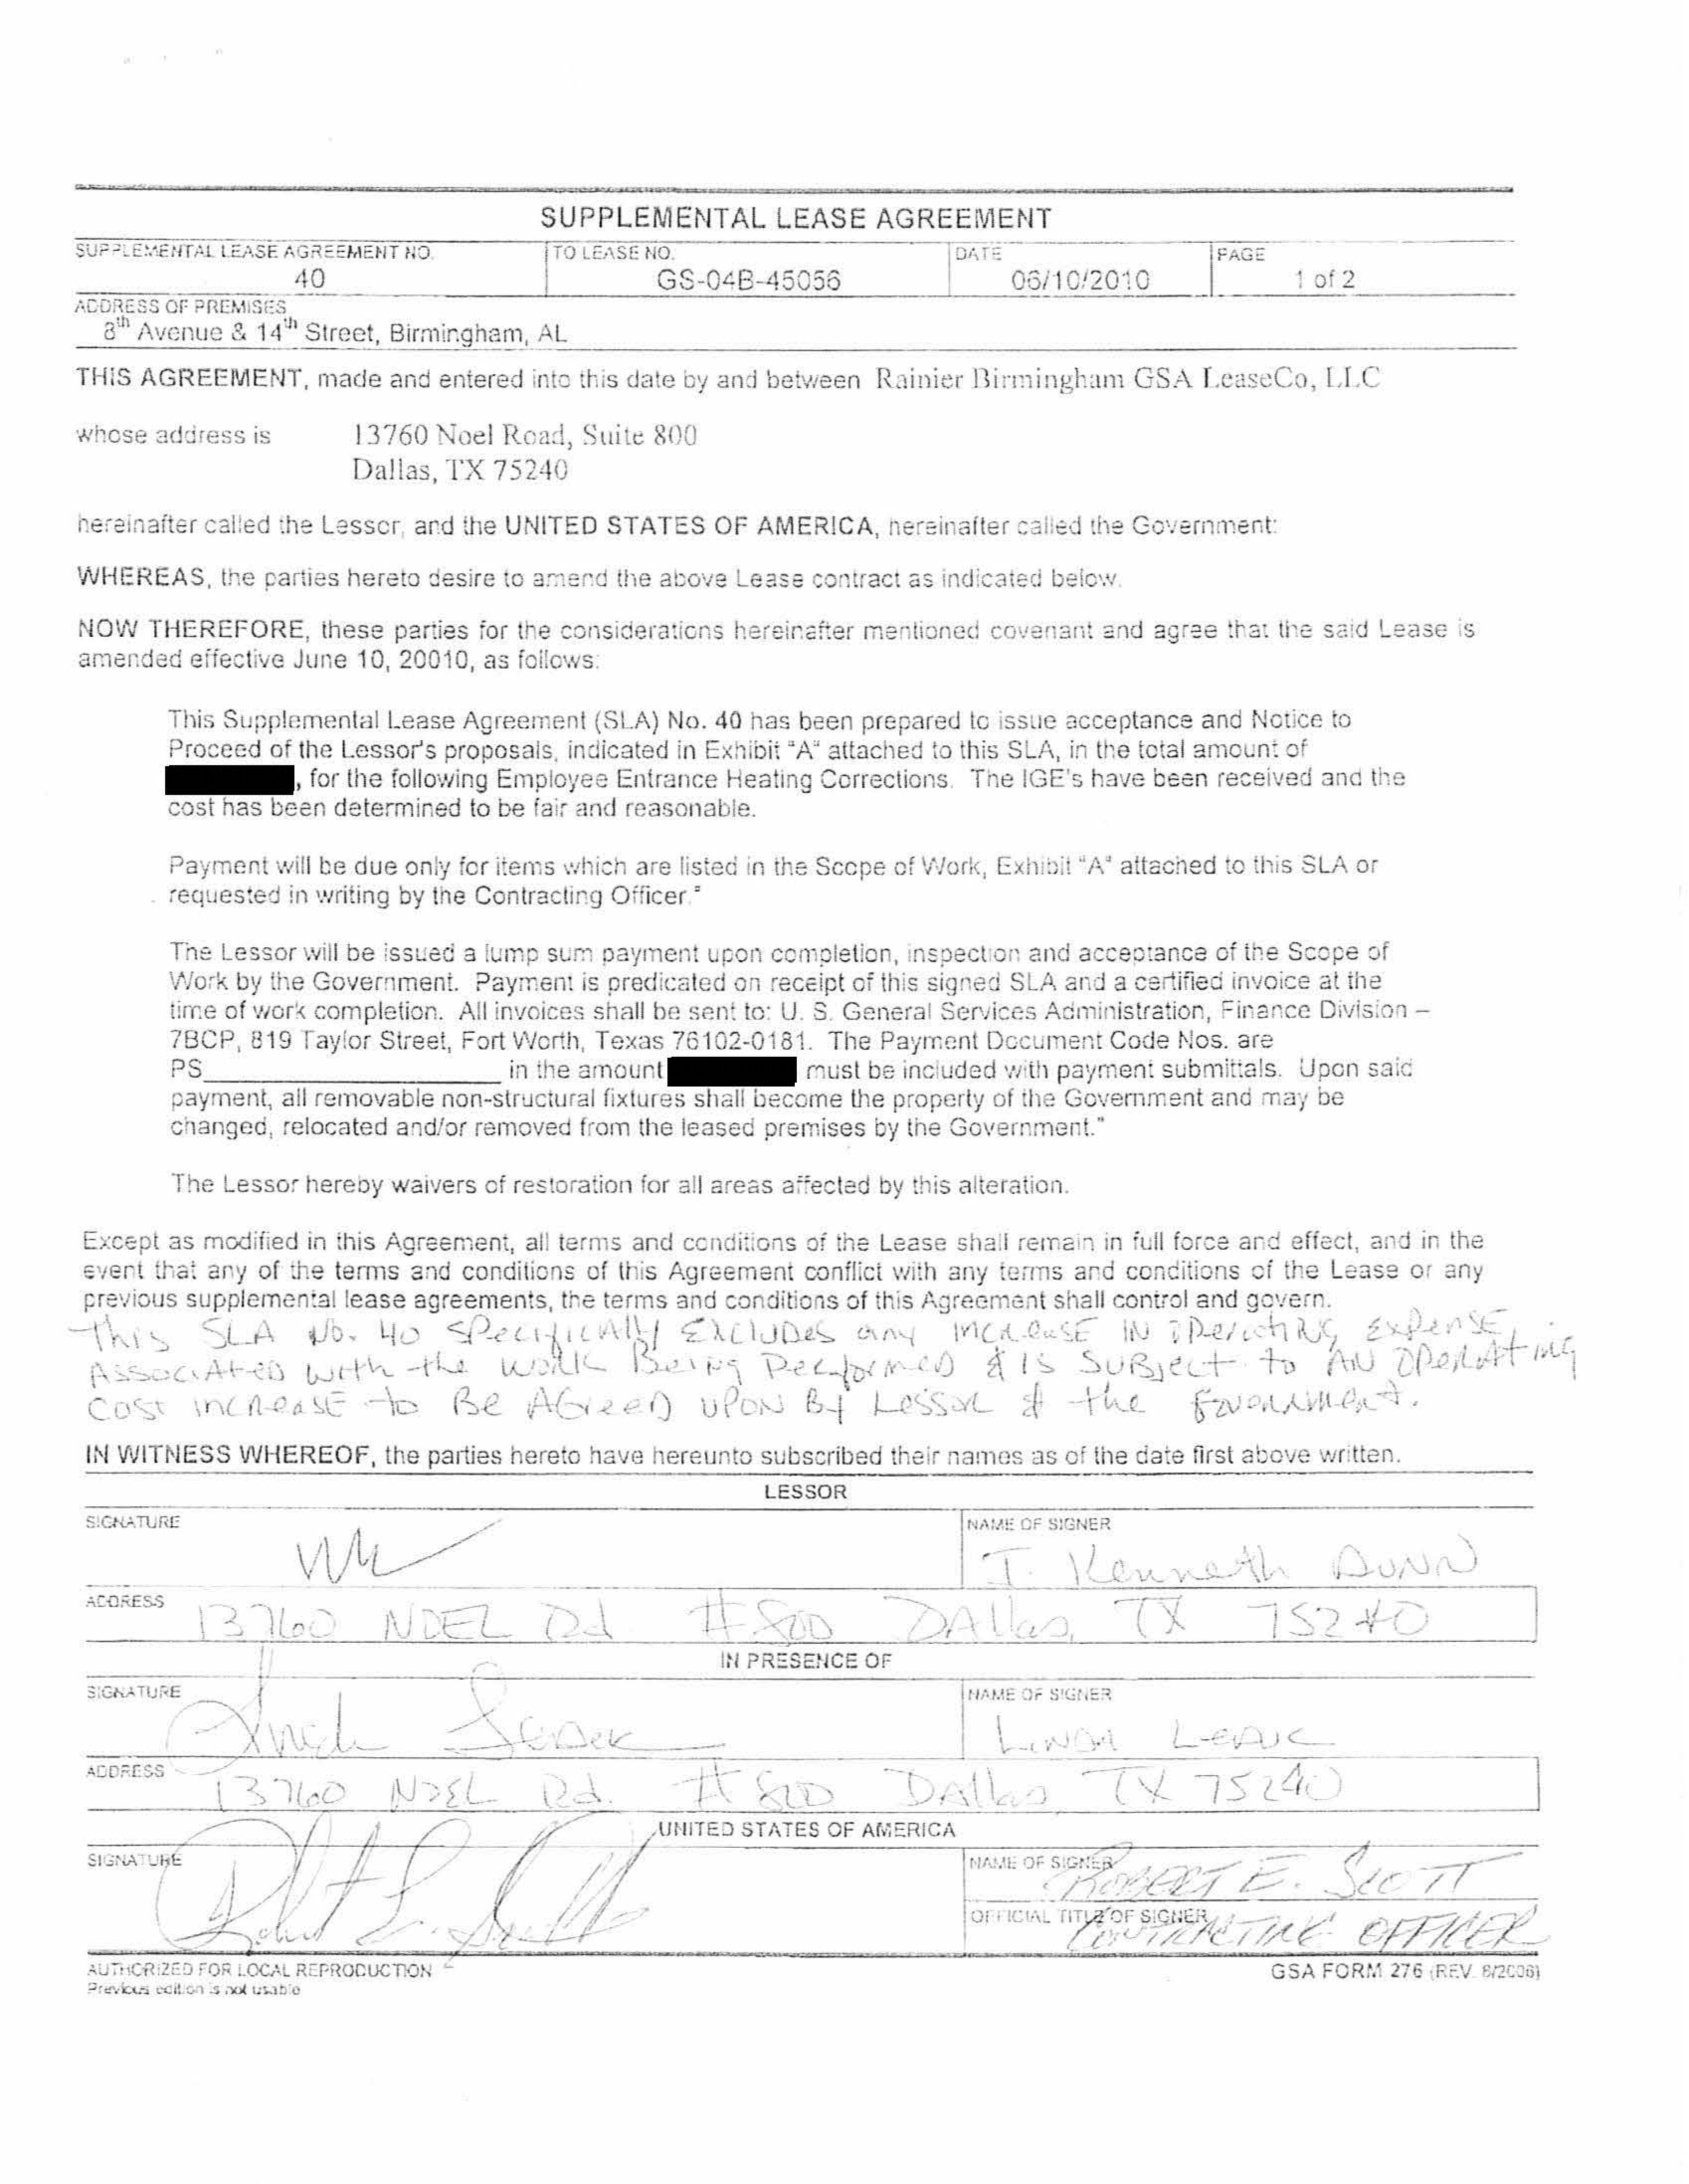 SUPPLEMENTAL LEASE AGREEMENT
SUPPLEMENTAL LEASE AGREEMENT NO. TO LEASE NO. DATE PAGE
40 GS-04B-45056 06/10/2010 1 of 2
ADDRESS OF PREMISES
8th Avenue & 14th Street, Birmingham, AL
THIS AGREEMENT, made and entered into this date by and between Rainier Birmingham GSA LeaseCo, LLC
whose address is 13760 Noel Road, Suite 800
Dallas, TX 75240
hereinafter called the Lessor, and the UNITED STATES OF AMERICA, hereinafter called the Government:
WHEREAS, the parties hereto desire to amend the above Lease contract as indicated below.
NOW THEREFORE, these parties for the considerations hereinafter mentioned covenant and agree that the said Lease is
amended effective June 10, 20010, as follows:
This Supplemental Lease Agreement (SLA) No. 40 has been prepared to issue acceptance and Notice to
Proceed of the Lessor's proposals, indicated in Exhibit "A" attached to this SLA, in the total amount of
, for the following Employee Entrance Heating Corrections. The IGE's have been received and the
cost has been determined to be fair and reasonable.
Payment will be due only for items which are listed in the Scope of Work, Exhibit "A" attached to this SLA or
requested in writing by the Contracting Officer."
The Lessor will be issued a lump sum payment upon completion, inspection and acceptance of the Scope of
Work by the Government. Payment is predicated on receipt of this signed SLA and a certified invoice at the
time of work completion. All invoices shall be sent to: U. S. General Services Administration, Finance Division –
7BCP, 819 Taylor Street, Fort Worth, Texas 76102-0181. The Payment Document Code Nos. are
PS in the amount must be included with payment submittals. Upon said
payment, all removable non-structural fixtures shall become the property of the Government and may be
changed, relocated and/or removed from the leased premises by the Government."
The Lessor hereby waivers of restoration for all areas affected by this alteration.
Except as modified in this Agreement, all terms and conditions of the Lease shall remain in full force and effect, and in the
event that any of the terms and conditions of this Agreement conflict with any terms and conditions of the Lease or any
previous supplemental lease agreements, the terms and conditions of this Agreement shall control and govern.
This SLA No. 40 SPecifically EXCLUDES any INCREASE IN OPerating EXPENSE,
ASSOCIATED With the WORK Being PerforMeD & IS SUBJect to AN OPERATing
COST INCREASE to Be AGreeD UPON By Lessor & the Government.
IN WITNESS WHEREOF, the parties hereto have hereunto subscribed their names as of the date first above written.
LESSOR
SIGNATURE NAME OF SIGNER
J. Kenneth DUNN
ADDRESS 13760 NOEL Rd #800 DAllas, TX 75240
IN PRESENCE OF
SIGNATURE NAME OF SIGNER
ADDRESS 13760 NOEL Rd. #800 DAllas TX 75240
UNITED STATES OF AMERICA
SIGNATURE NAME OF SIGNER ROBERT E. SCOTT
OFFICIAL TITLE OF SIGNER CONTRACTING OFFICER
AUTHORIZED FOR LOCAL REPRODUCTION GSA FORM 276 (REV. 8/2006)
Previous edition is not usable